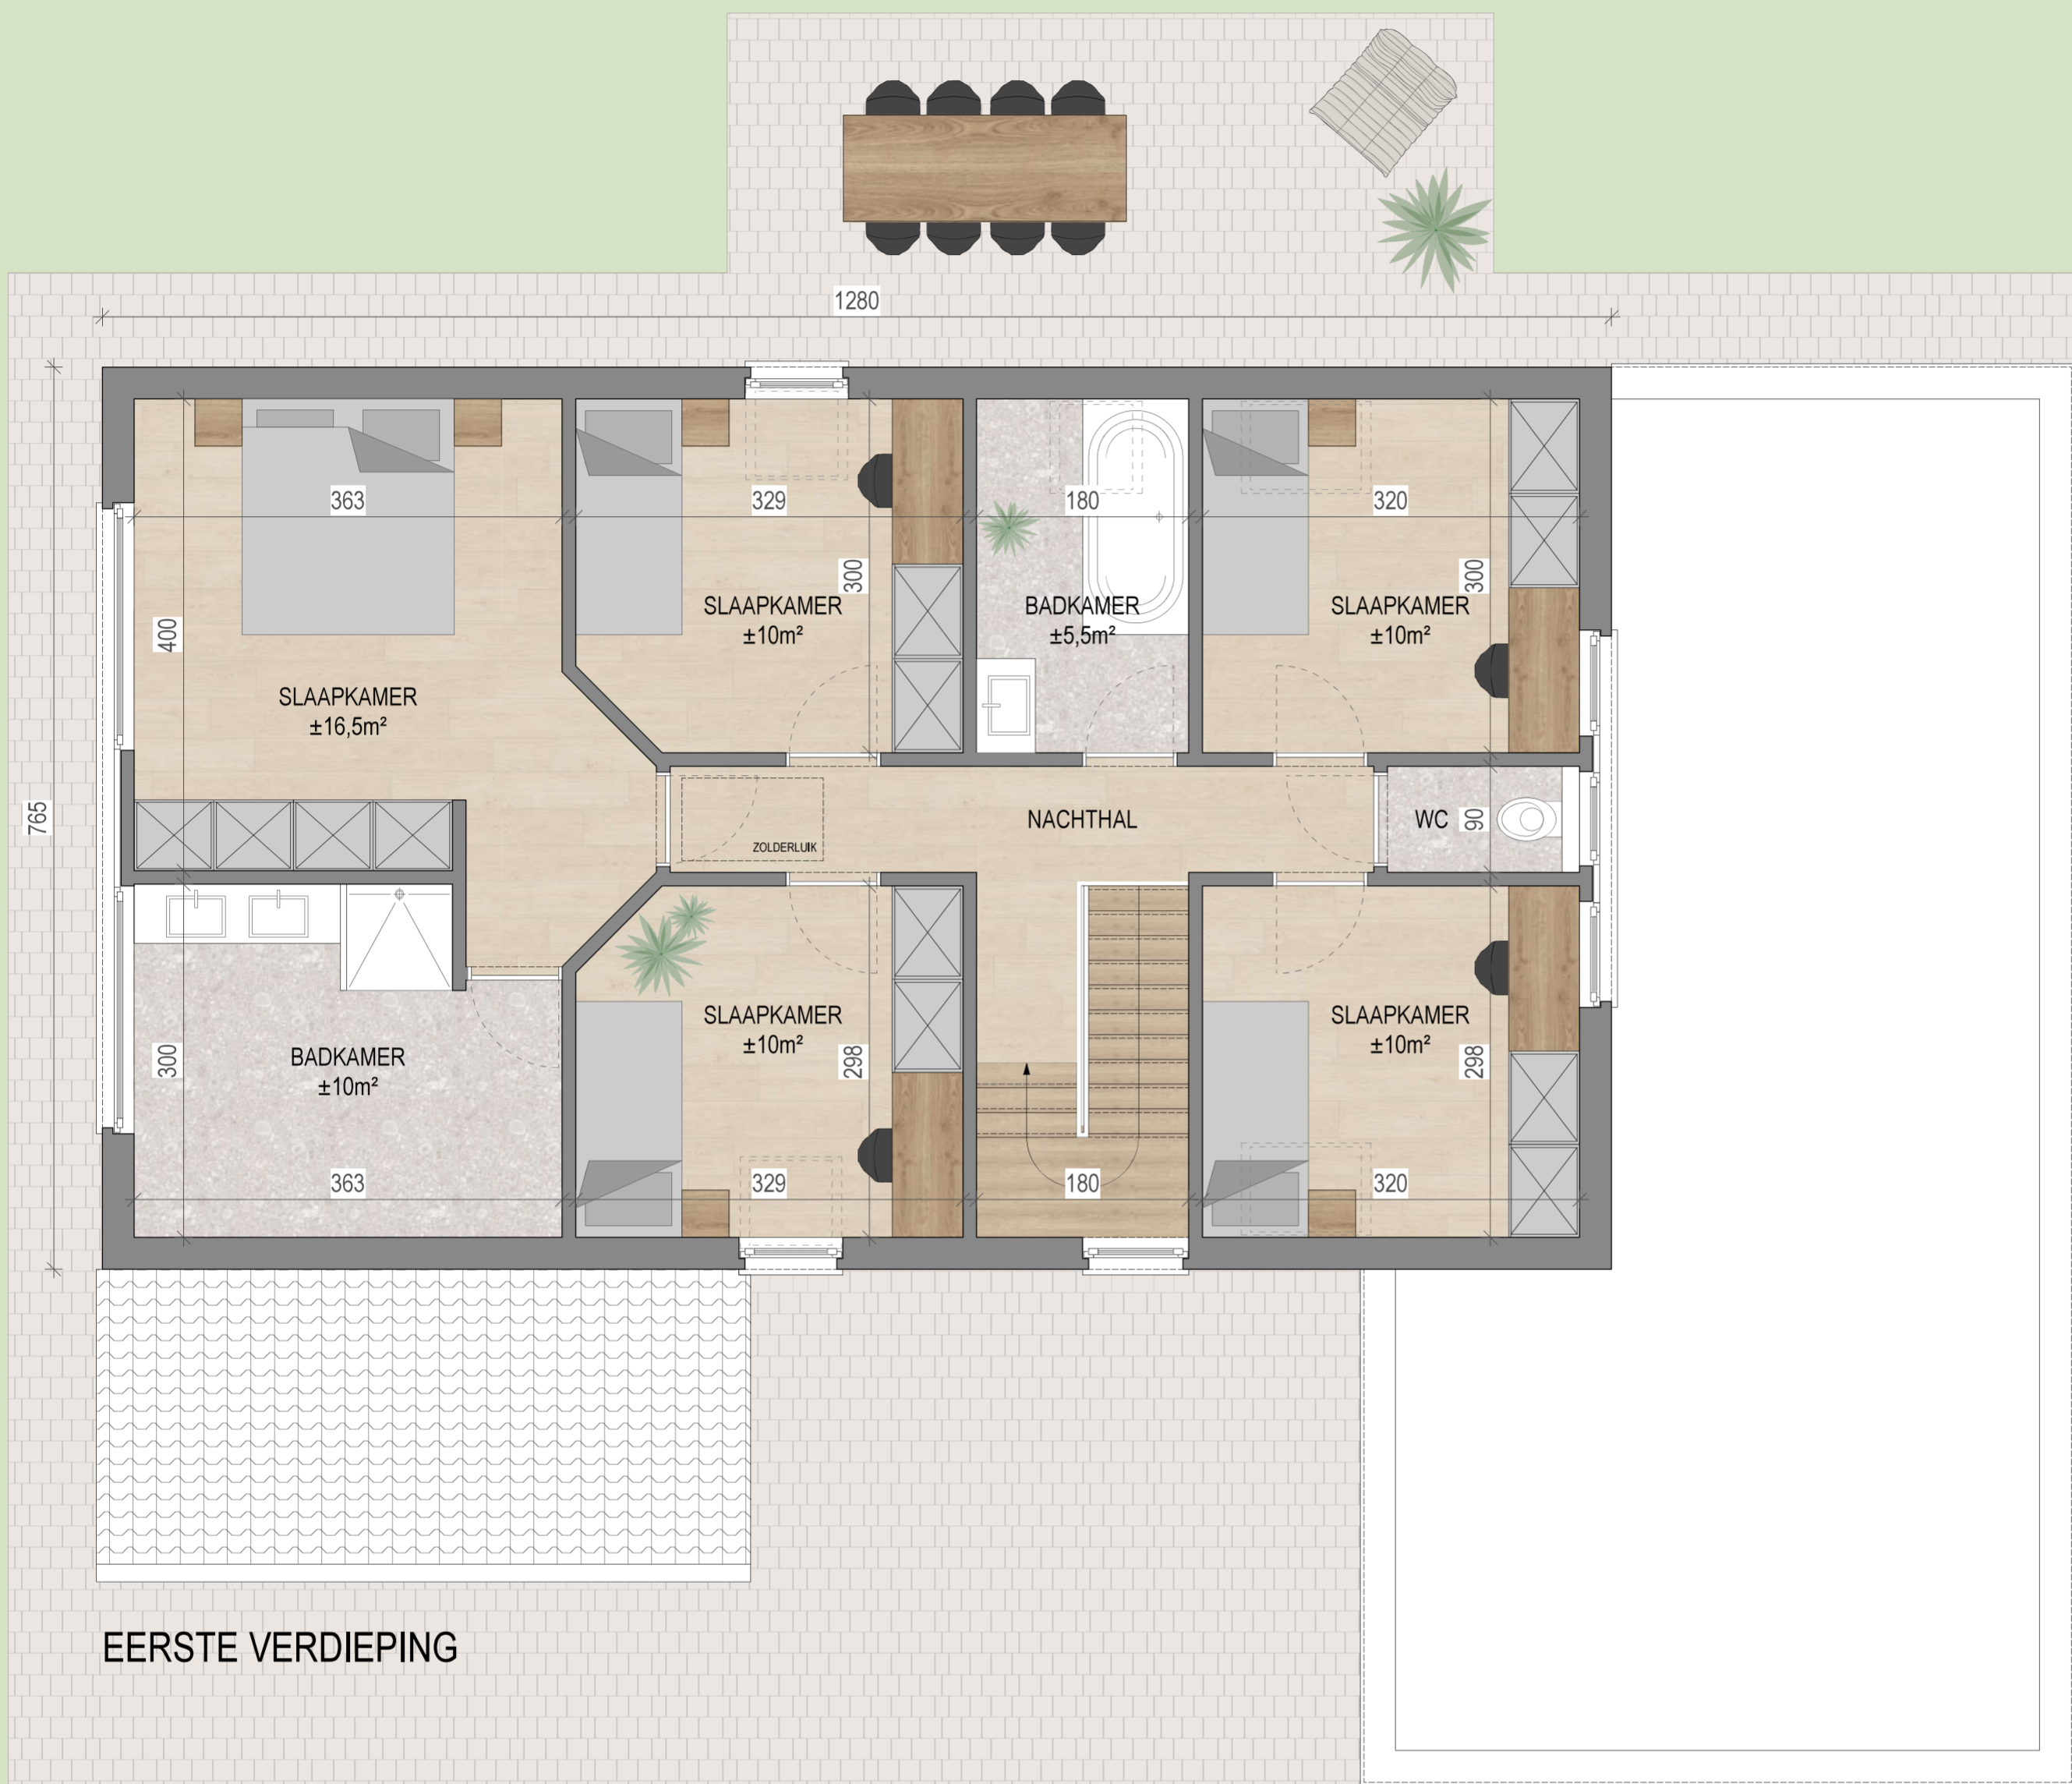 1280
765
363
329
180
320
400
300
300
SLAAPKAMER
±10m²
BADKAMER
±5,5m²
SLAAPKAMER
±10m²
SLAAPKAMER
±16,5m²
NACHTHAL
WC
90
ZOLDERLUIK
SLAAPKAMER
±10m²
SLAAPKAMER
±10m²
BADKAMER
±10m²
300
298
298
363
329
180
320
EERSTE VERDIEPING